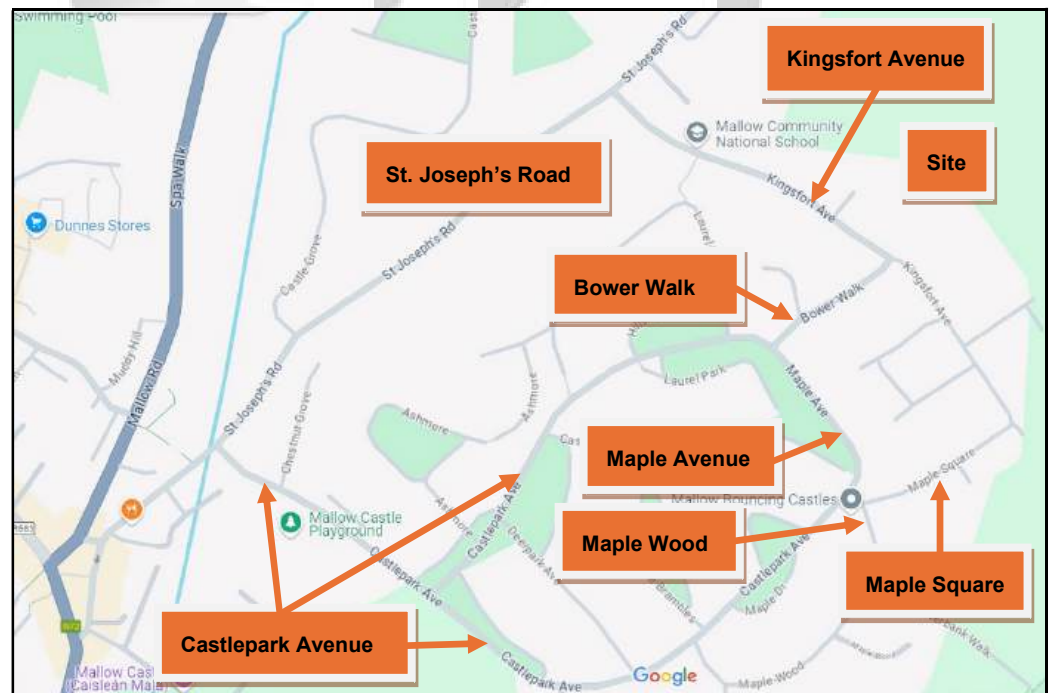 Swimming Pool
Kingsfort Avenue
St Joseph's Rd
Mallow Community
National School
Site
St. Joseph's Road
Spa Walk
Kingsfort Ave
Dunnes Stores
Castle Grove
St Joseph's Rd
Laurel
Bower Walk
Bower Walk
Kingsfort Ave
Muddy Hill
Mallow Rd
Laurel Park
Maple Ave
St Joseph's Rd
Chestnut Grove
Ashmore
Ashmore
Maple Avenue
Maple Square
Castlepark Ave
Mallow Bouncing Castles
Mallow Castle
Playground
Ashmore
Deerpark Ave
Maple Wood
Castlepark Ave
Castlepark Ave
Maple Square
Brambles
Castlepark Avenue
N72
Mallow Cas
(Caisleán Mala
Castlepark Ave
Google
Maple Wood